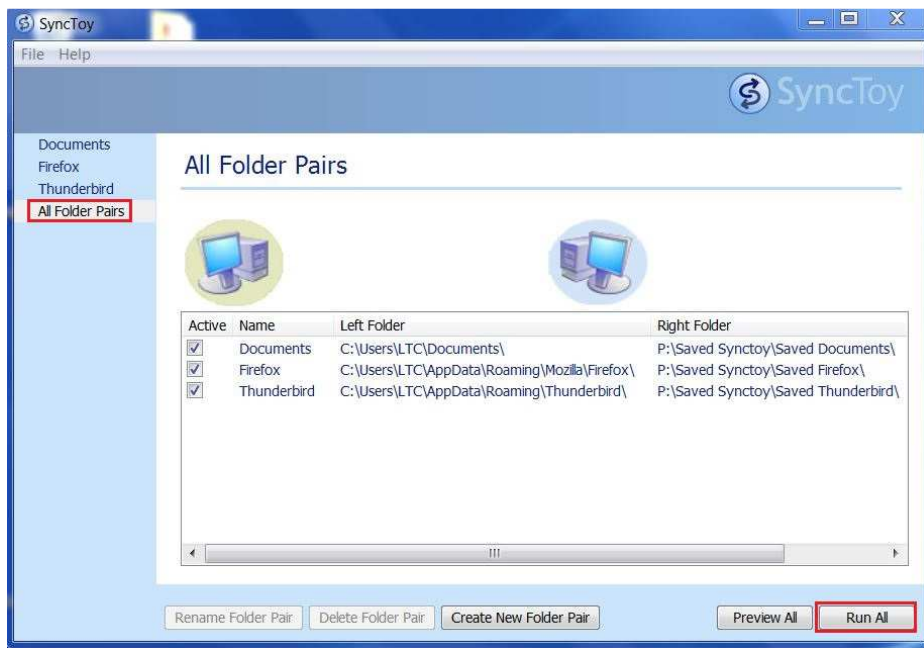 SyncToy
File Help
SyncToy
Documents
Firefox
Thunderbird
All Folder Pairs
All Folder Pairs
Active Name Left Folder Right Folder
Documents C:\Users\LTC\Documents\ P:\Saved Synctoy\Saved Documents\
Firefox C:\Users\LTC\AppData\Roaming\Mozilla\Firefox\ P:\Saved Synctoy\Saved Firefox\
Thunderbird C:\Users\LTC\AppData\Roaming\Thunderbird\ P:\Saved Synctoy\Saved Thunderbird\
Rename Folder Pair Delete Folder Pair Create New Folder Pair Preview All Run All